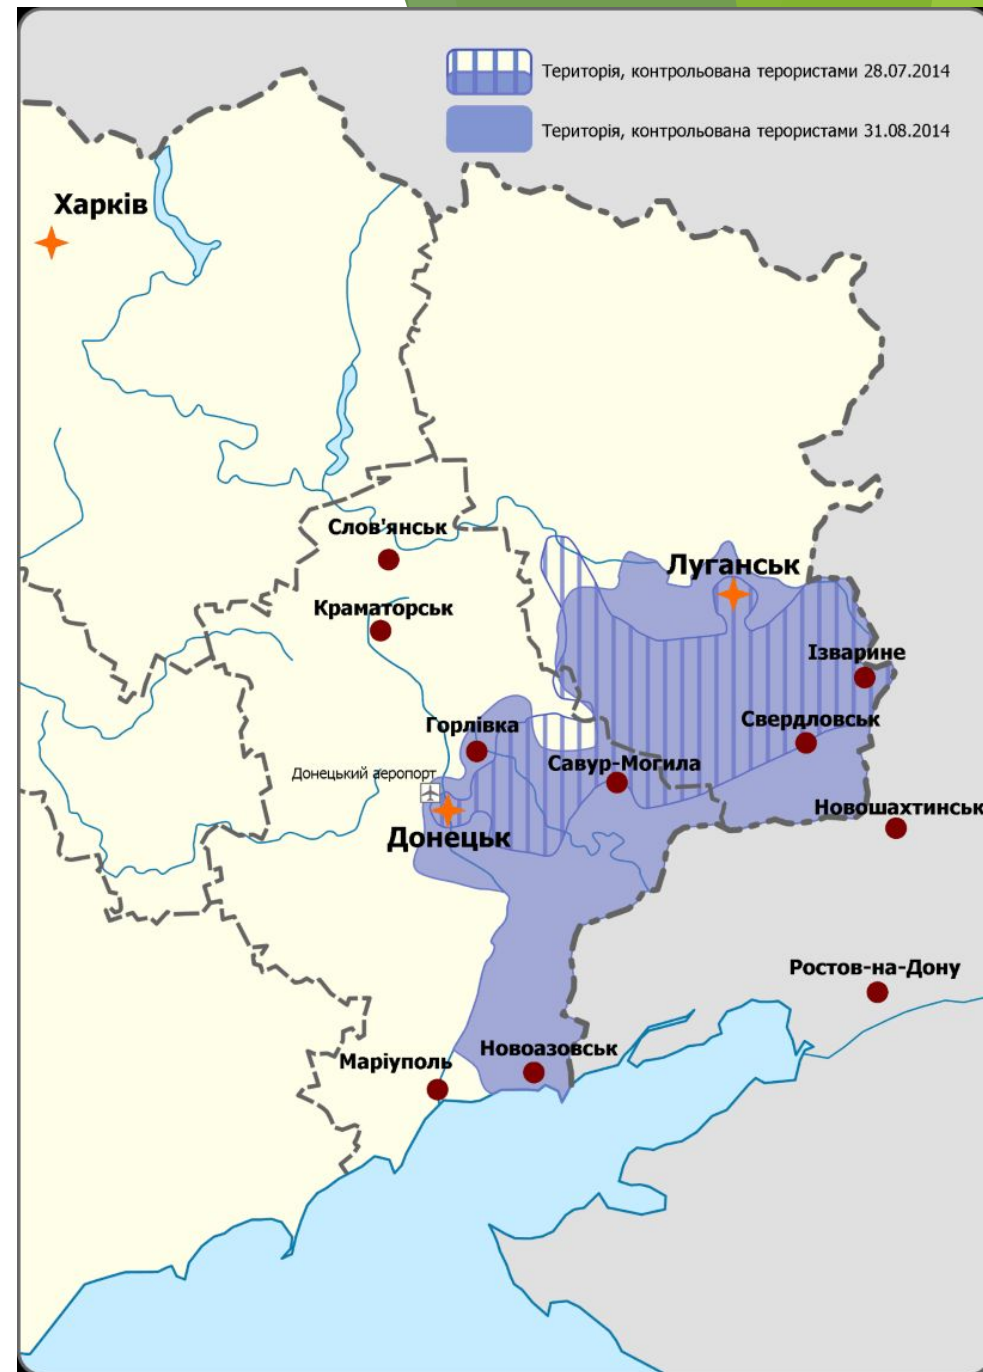 Територія, контрольована терористами 28.07.2014
Територія, контрольована терористами 31.08.2014
Харків
Слов'янськ
Луганськ
Краматорськ
Ізварине
Горлівка
Свердловськ
Савур-Могила
Донецький аеропорт
Новошахтинськ
Донецьк
Ростов-на-Дону
Новоазовськ
Маріуполь